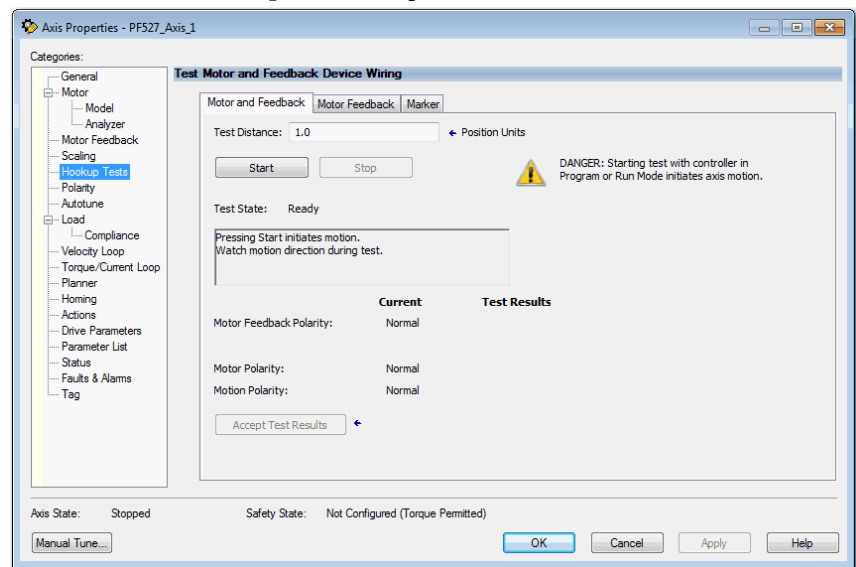 Axis Properties - PF527_Axis_1
Categories:
General
Motor
Model
Analyzer
Motor Feedback
Scaling
Hookup Tests
Polarity
Autotune
Load
Compliance
Velocity Loop
Torque/Current Loop
Planner
Homing
Actions
Drive Parameters
Parameter List
Status
Faults & Alarms
Tag
Test Motor and Feedback Device Wiring
Motor and Feedback Motor Feedback Marker
Test Distance: 1.0 Position Units
Start Stop
DANGER: Starting test with controller in
Program or Run Mode initiates axis motion.
Test State: Ready
Pressing Start initiates motion.
Watch motion direction during test.
Current Test Results
Motor Feedback Polarity: Normal
Motor Polarity: Normal
Motion Polarity: Normal
Accept Test Results
Axis State: Stopped Safety State: Not Configured (Torque Permitted)
Manual Tune... OK Cancel Apply Help